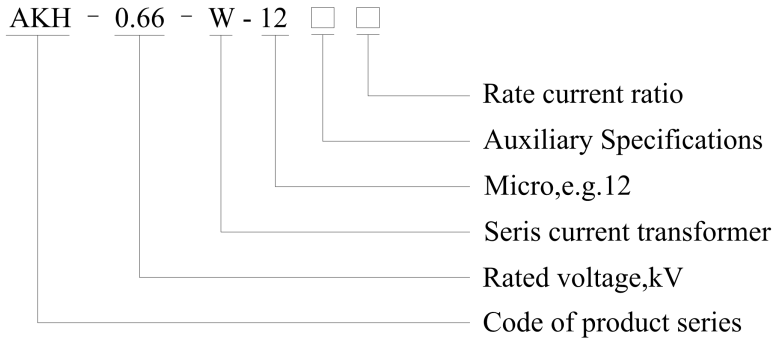 AKH - 0.66 - W - 12 □ □
Rate current ratio
Auxiliary Specifications
Micro,e.g.12
Seris current transformer
Rated voltage,kV
Code of product series